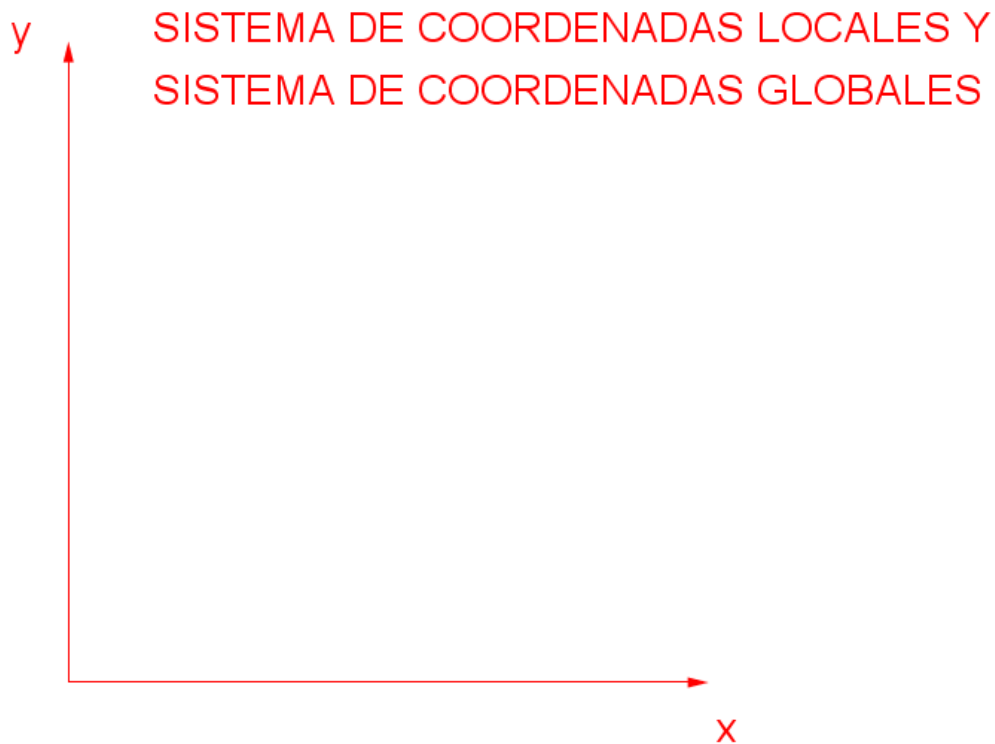 y
SISTEMA DE COORDENADAS LOCALES Y
SISTEMA DE COORDENADAS GLOBALES
x